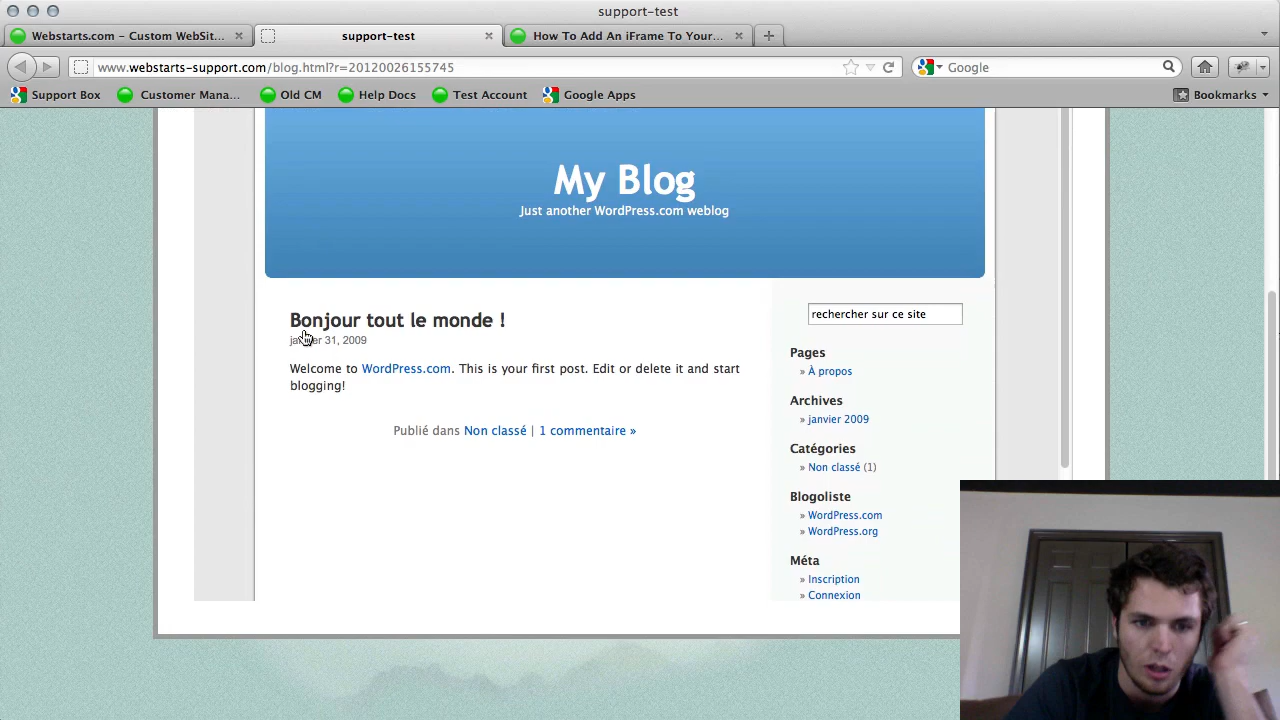 support-test
Webstarts.com – Custom WebSit...
support-test
How To Add An iFrame To Your...
www.webstarts-support.com/blog.html?r=20120026155745
Google
Support Box
Customer Mana...
Old CM
Help Docs
Test Account
Google Apps
Bookmarks
My Blog
Just another WordPress.com weblog
Bonjour tout le monde !
janvier 31, 2009
Welcome to WordPress.com. This is your first post. Edit or delete it and start
blogging!
Publié dans Non classé | 1 commentaire »
rechercher sur ce site
Pages
» À propos
Archives
» janvier 2009
Catégories
» Non classé (1)
Blogoliste
» WordPress.com
» WordPress.org
Méta
» Inscription
» Connexion